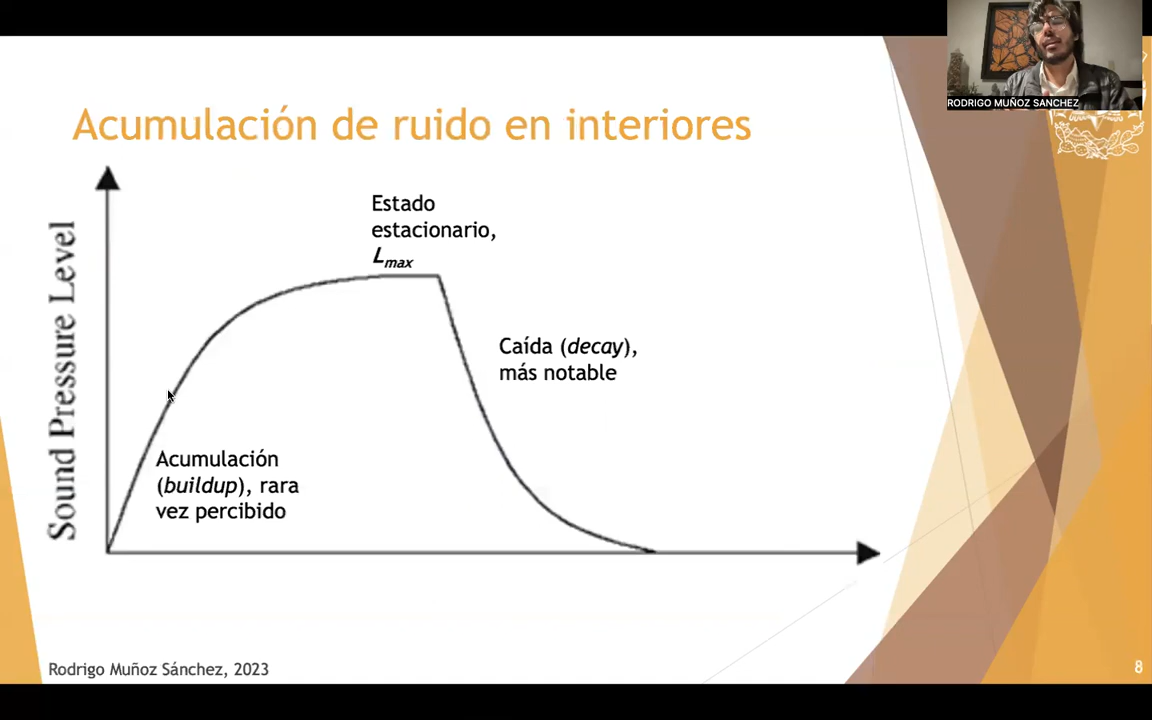 RODRIGO MUÑOZ SANCHEZ
Acumulación de ruido en interiores
Sound Pressure Level
Estado
estacionario,
Lmax
Caída (decay),
más notable
Acumulación
(buildup), rara
vez percibido
Rodrigo Muñoz Sánchez, 2023
8